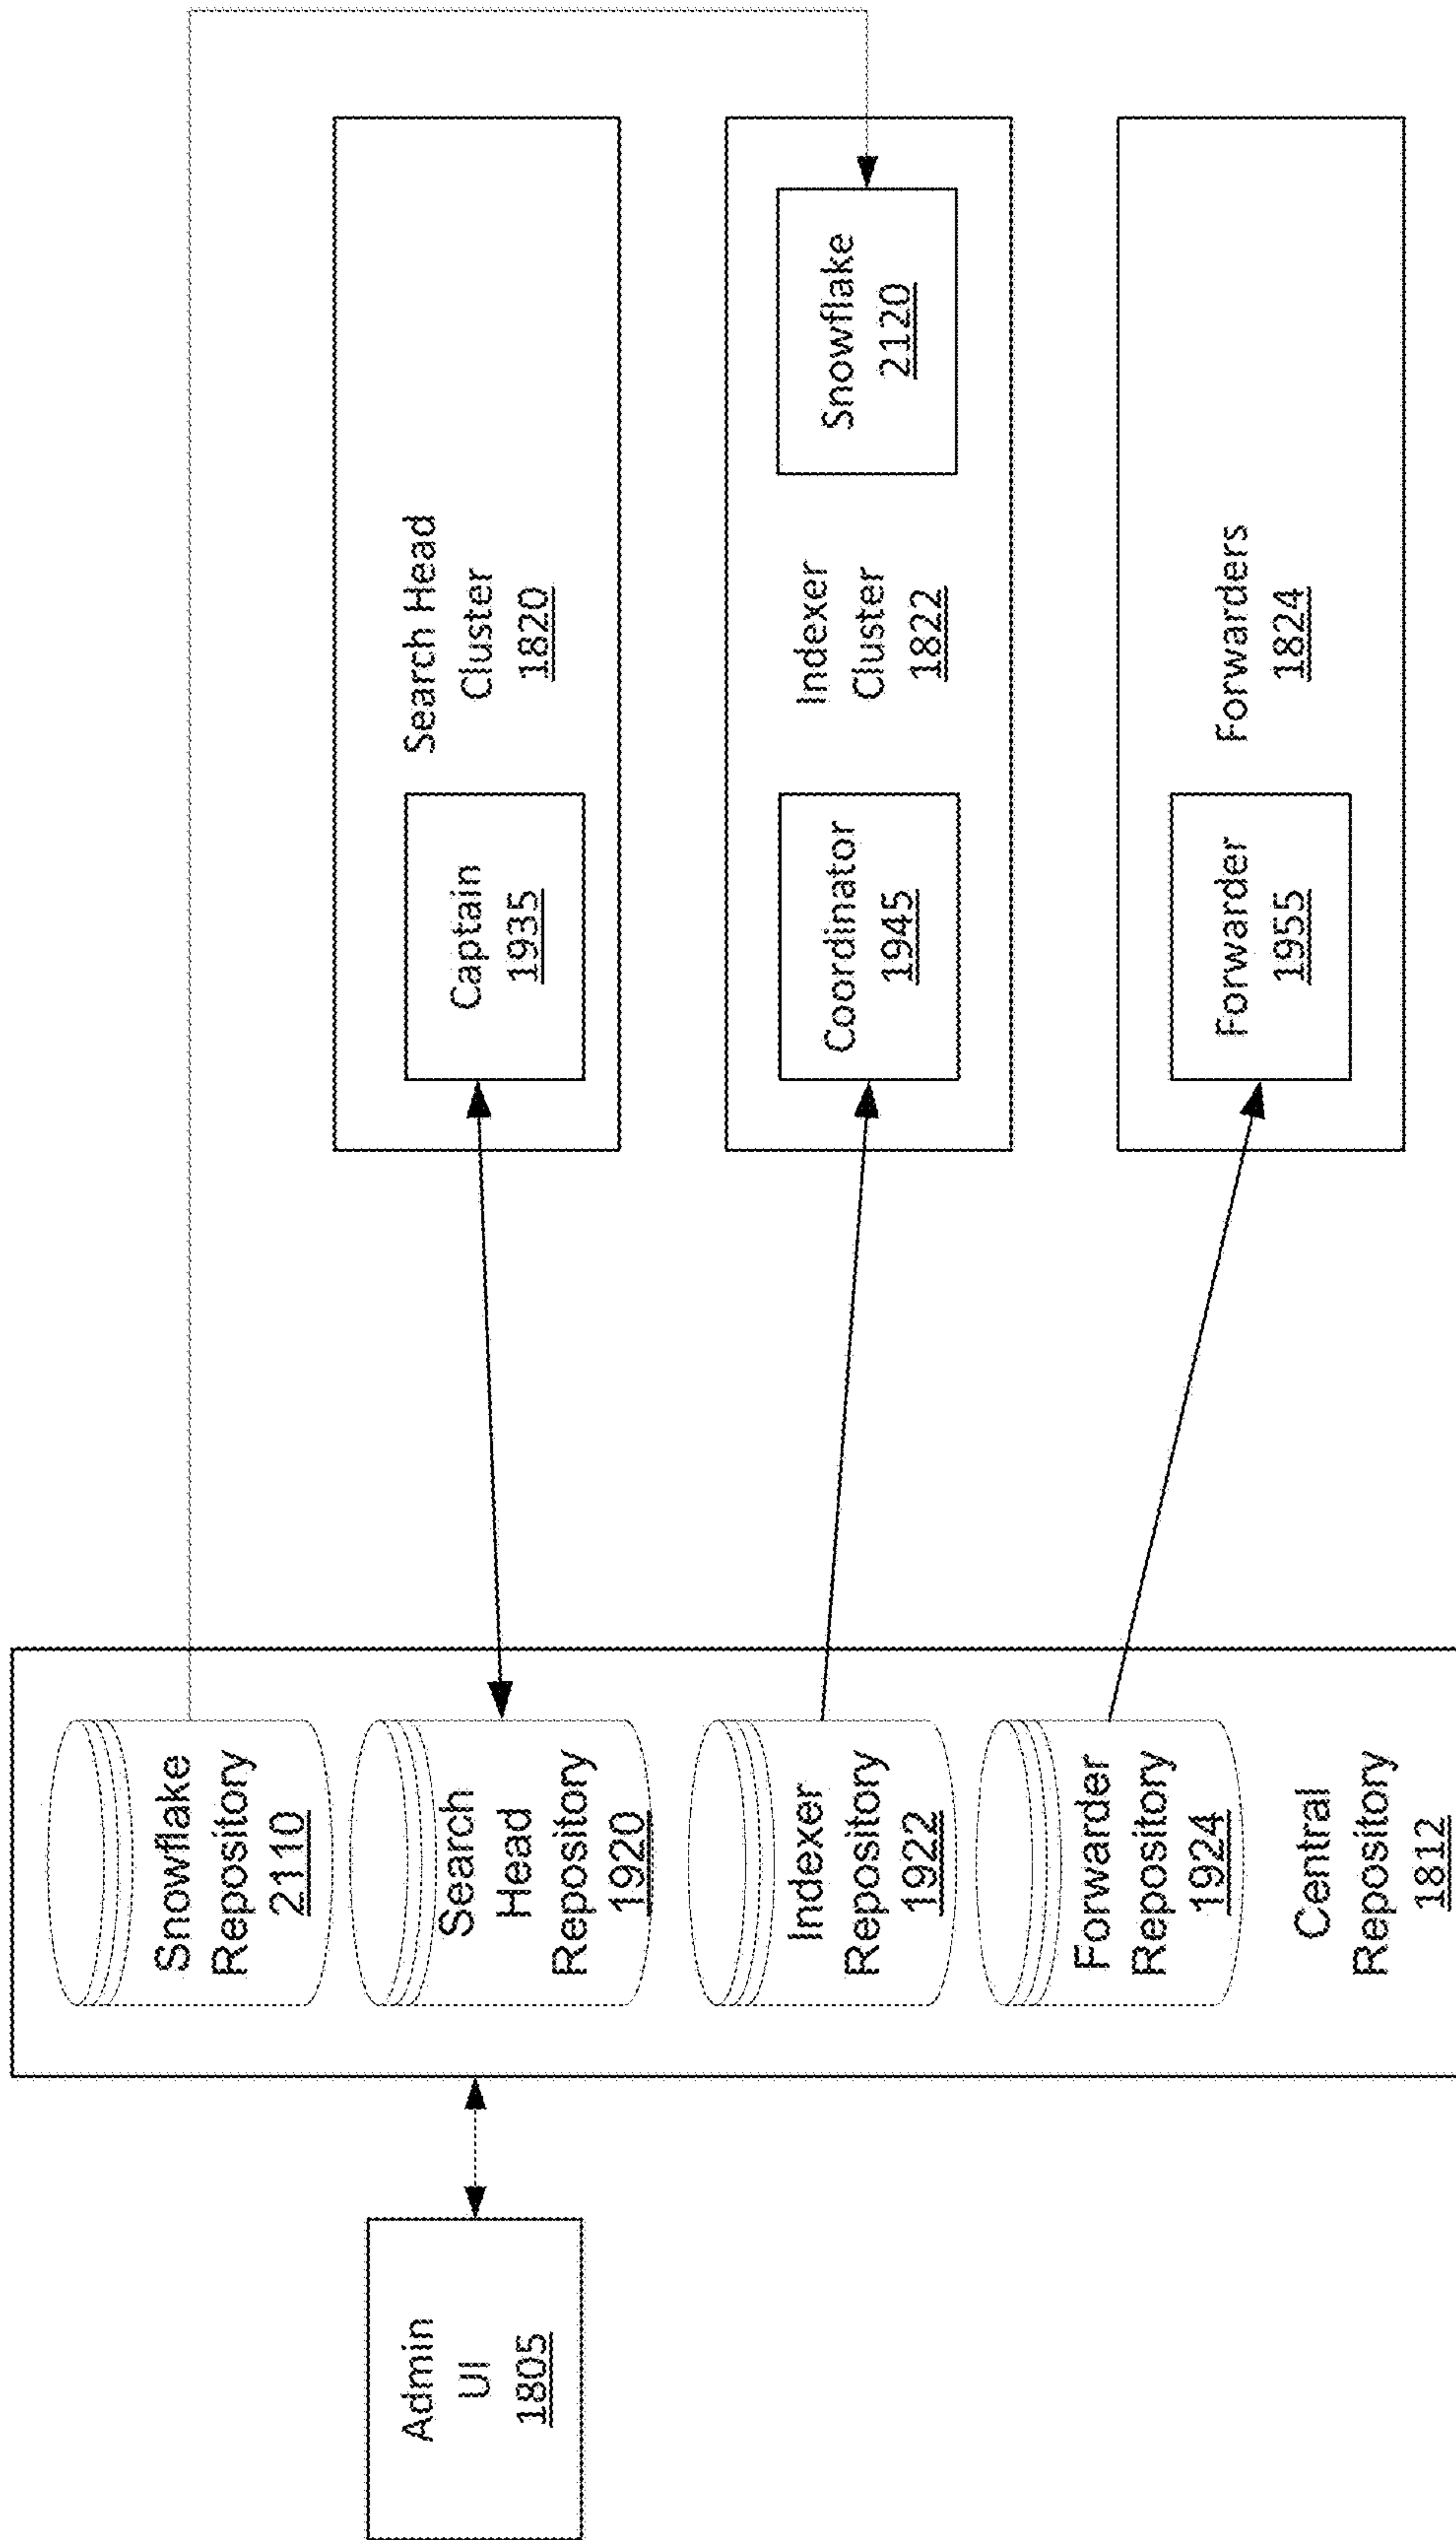 Admin
UI
1805
Snowflake
Repository
2110
Search
Head
Repository
1920
Indexer
Repository
1922
Forwarder
Repository
1924
Central
Repository
1812
Captain
1935
Search Head
Cluster
1820
Coordinator
1945
Indexer
Cluster
1822
Snowflake
2120
Forwarder
1955
Forwarders
1824